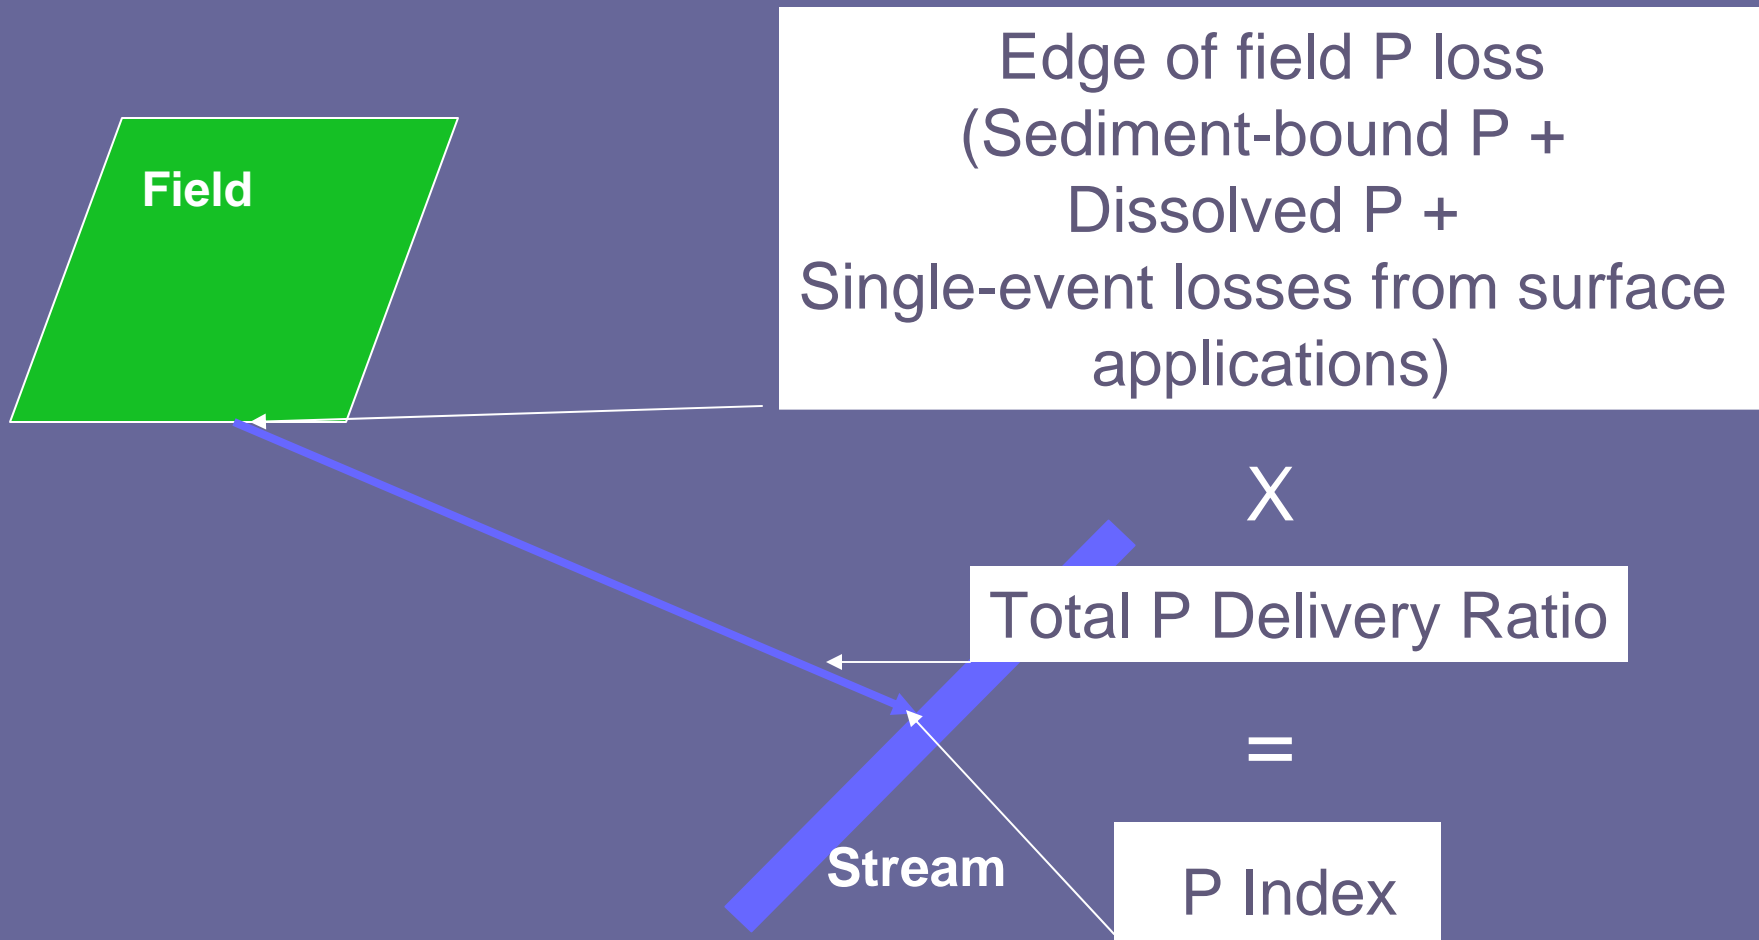 Edge of field P loss
(Sediment-bound P +
Dissolved P +
Single-event losses from surface
applications)
Field
X
Total P Delivery Ratio
=
Stream
P Index